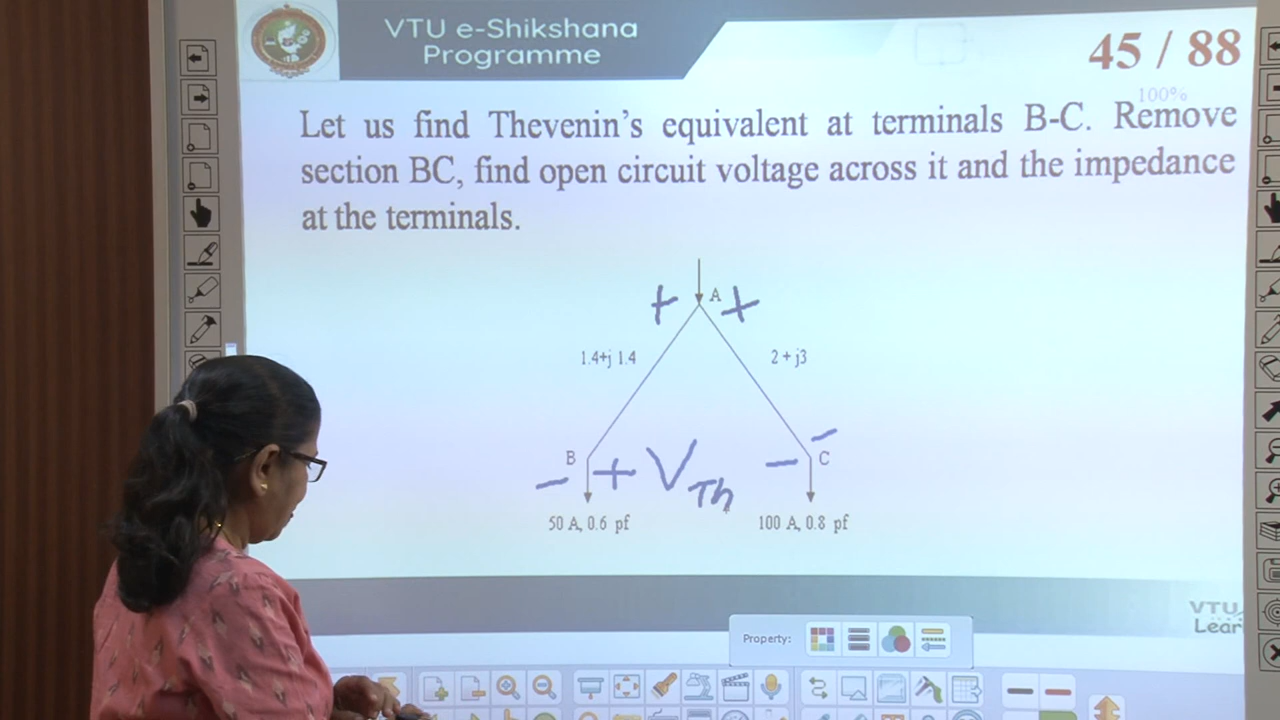 VTU e-Shikshana
Programme
45 / 88
100%
Let us find Thevenin's equivalent at terminals B-C. Remove
section BC, find open circuit voltage across it and the impedance
at the terminals.
+ A +
1.4+j 1.4
2 + j3
B
C
-
- + VTh -
50 A, 0.6 pf
100 A, 0.8 pf
VTU
Lear
Property: